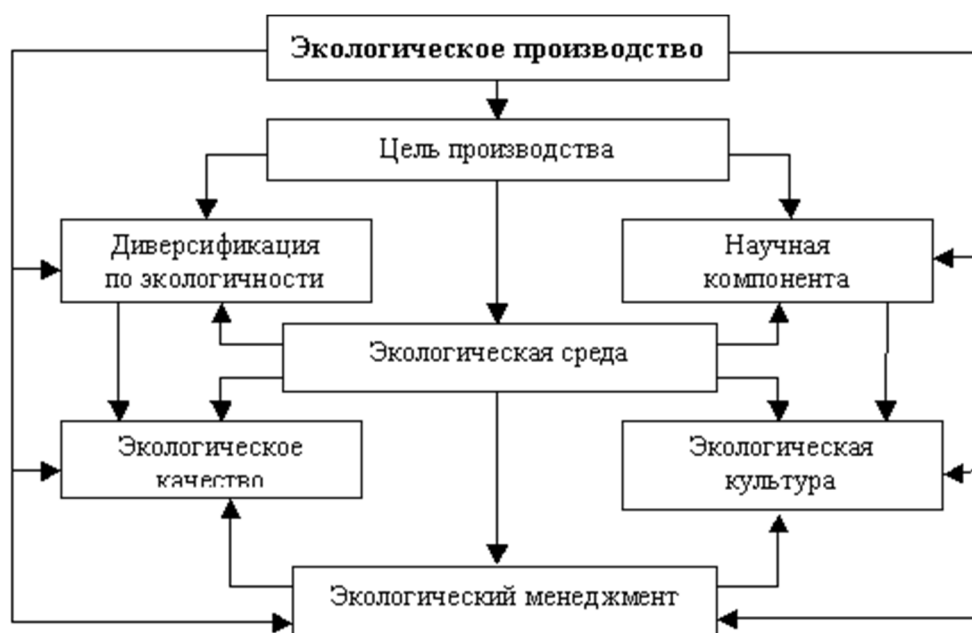 Экологическое производство
Цель производства
Диверсификация
по экологичности
Научная
компонента
Экологическая среда
Экологическое
качество
Экологическая
культура
Экологический менеджмент